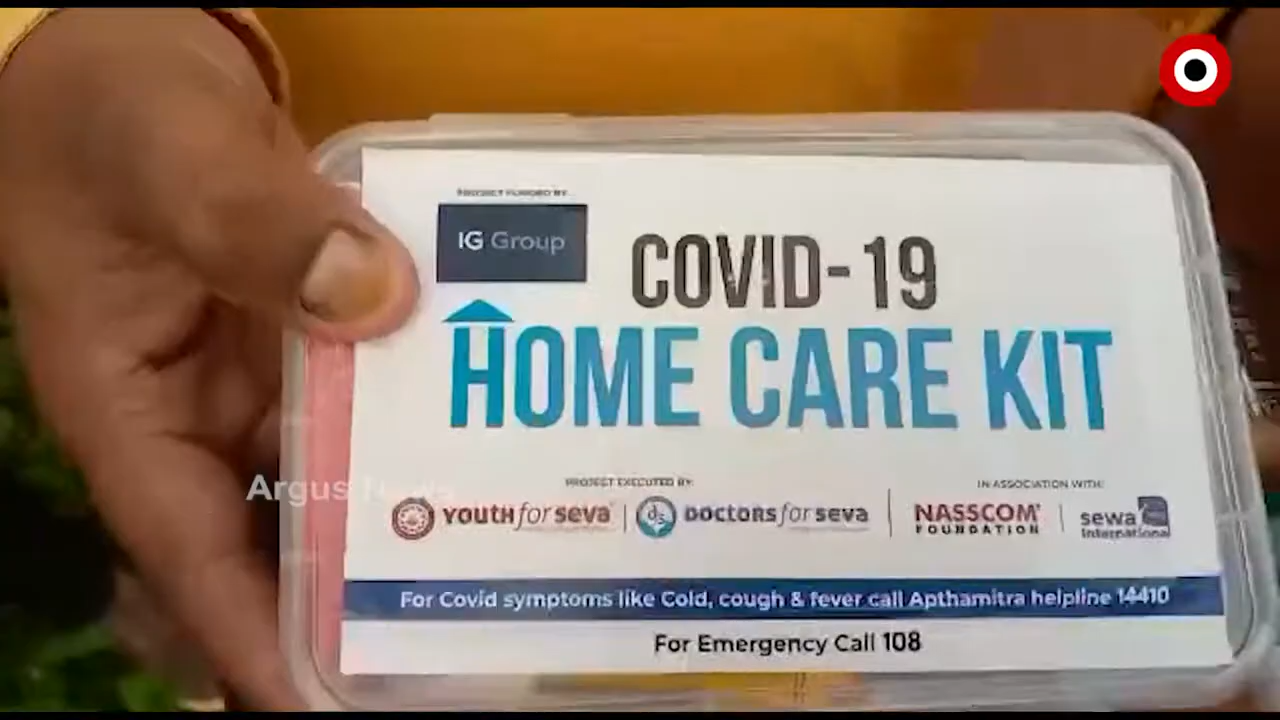 PROJECT FUNDED BY:
IG Group
COVID-19
HOME CARE KIT
PROJECT EXECUTED BY:
IN ASSOCIATION WITH:
YOUTH for SEVA
DOCTORS for SEVA
NASSCOM FOUNDATION
sewa International
For Covid symptoms like Cold, cough & fever call Apthamitra helpline 14410
For Emergency Call 108
Argus News